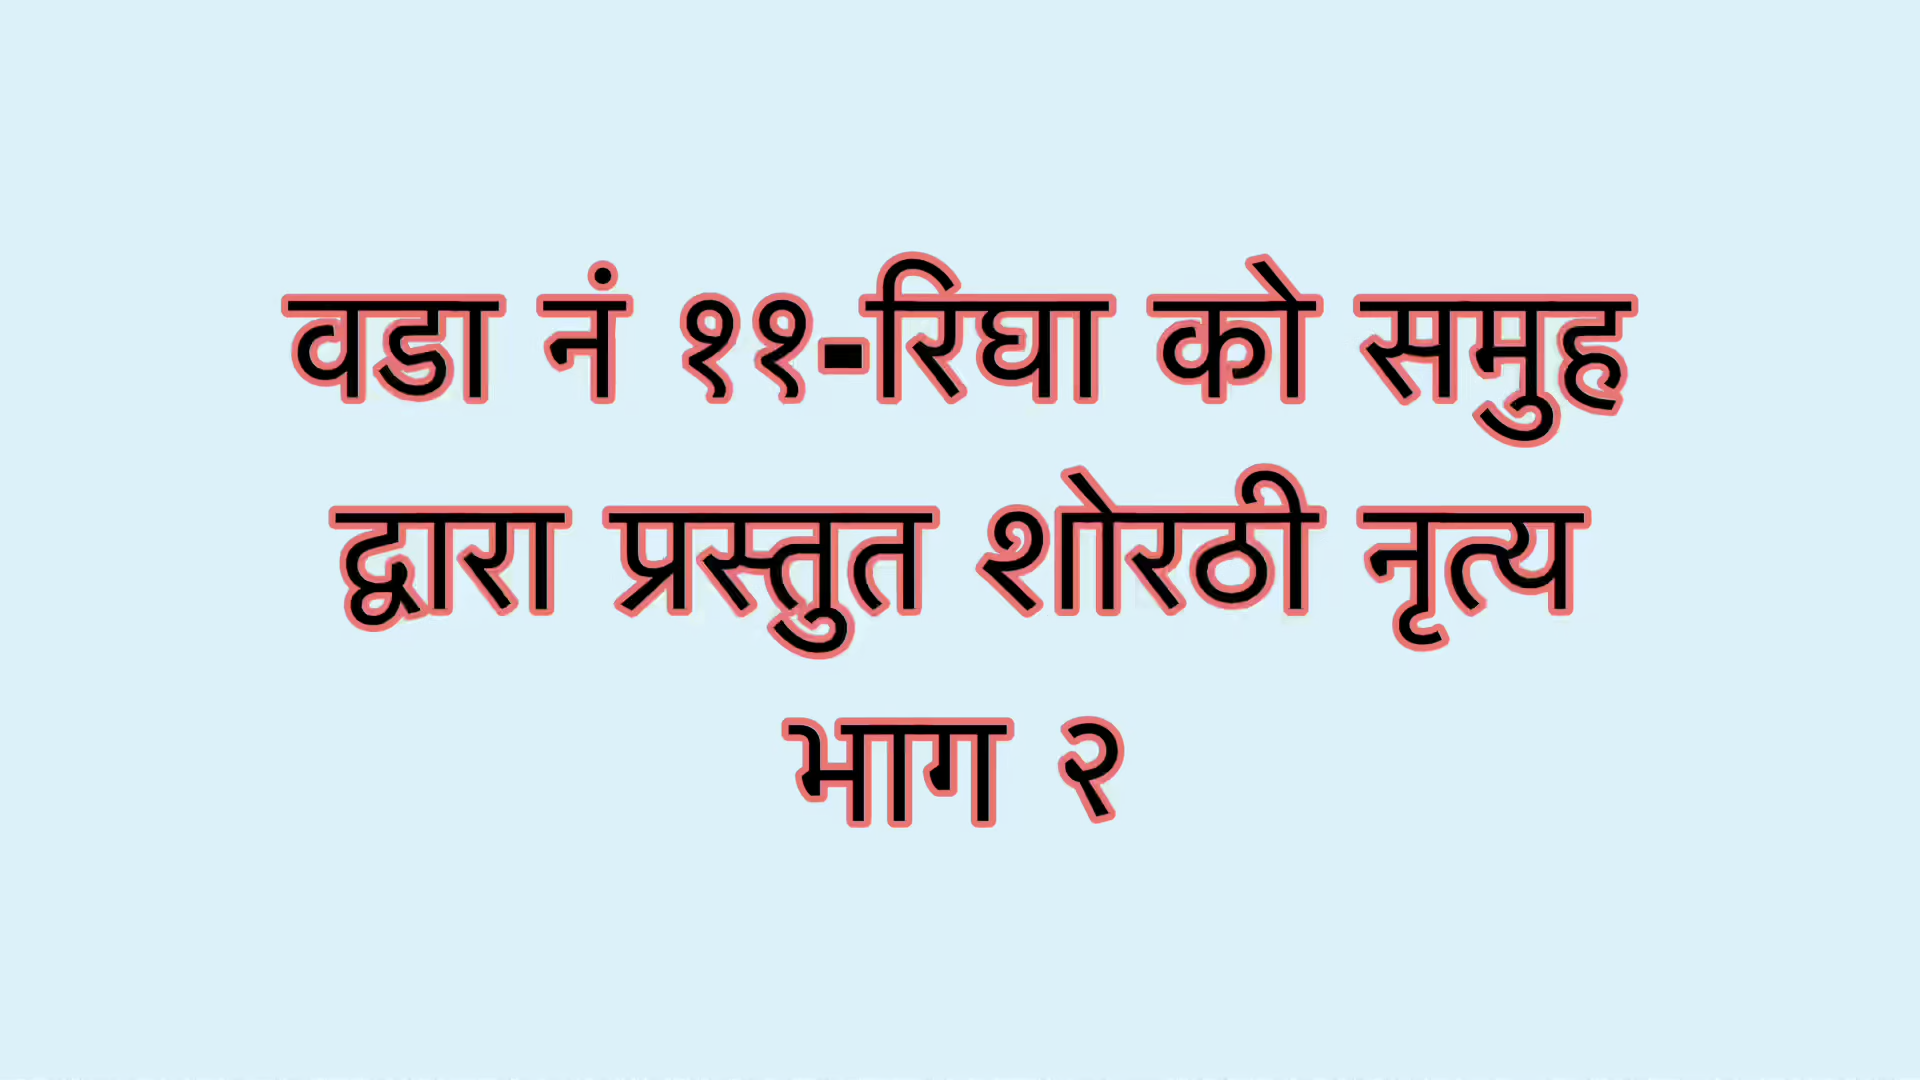 वडा नं ११-रिघा को समुह
द्वारा प्रस्तुत शोरठी नृत्य
भाग २